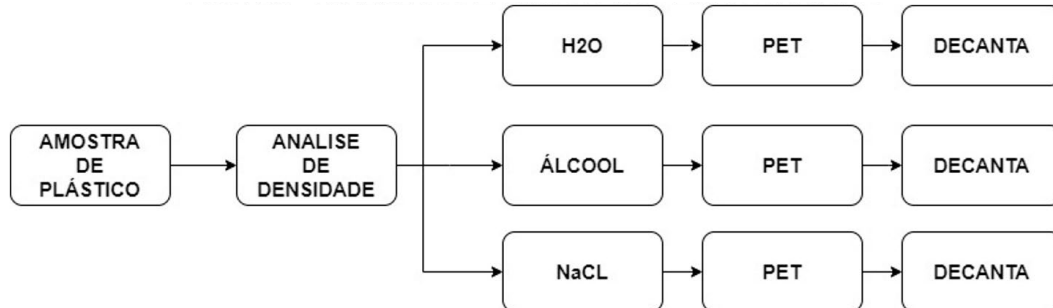 H2O
PET
DECANTA
AMOSTRA
DE
PLÁSTICO
ANALISE
DE
DENSIDADE
ÁLCOOL
PET
DECANTA
NaCL
PET
DECANTA